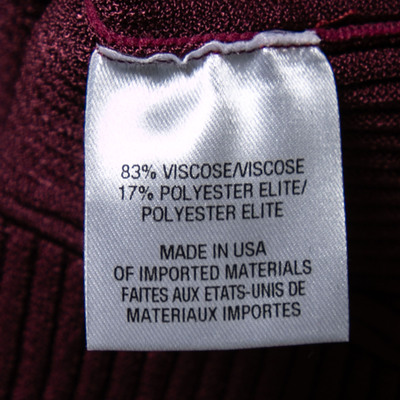 83% VISCOSE/VISCOSE
17% POLYESTER ELITE/
POLYESTER ELITE
MADE IN USA
OF IMPORTED MATERIALS
FAITES AUX ETATS-UNIS DE
MATERIAUX IMPORTES